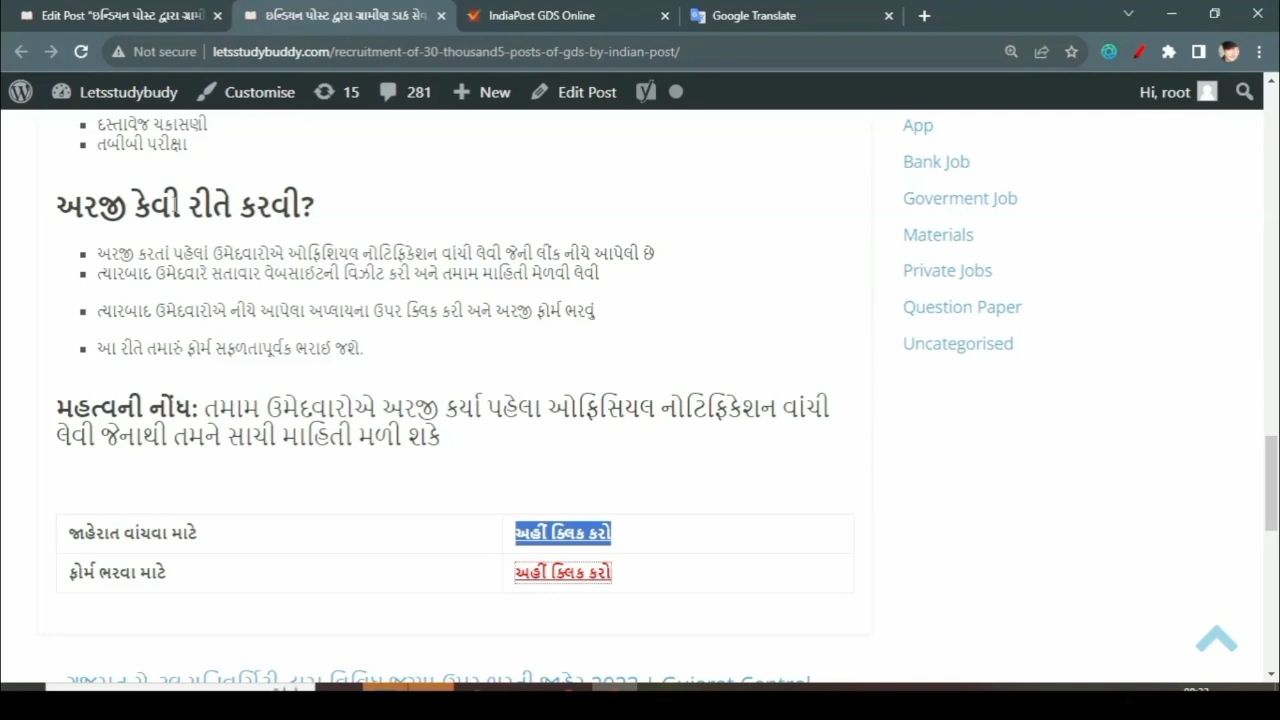 Edit Post "ઇન્ડિયન પોસ્ટ દ્વારા ગ્રામી
ઇન્ડિયન પોસ્ટ દ્વારા ગ્રામીણ ડાક સેવ
IndiaPost GDS Online
Google Translate
Not secure
letsstudybuddy.com/recruitment-of-30-thousand5-posts-of-gds-by-indian-post/
Letsstudybudy Customise 15 281 New Edit Post Hi, root
દસ્તાવેજ ચકાસણી
તબીબી પરીક્ષા
અરજી કેવી રીતે કરવી?
અરજી કરતાં પહેલાં ઉમેદવારોએ ઓફિશિયલ નોટિફિકેશન વાંચી લેવી જેની લીંક નીચે આપેલી છે
ત્યારબાદ ઉમેદવારે સતાવાર વેબસાઈટની વિઝીટ કરી અને તમામ માહિતી મેળવી લેવી
ત્યારબાદ ઉમેદવારોએ નીચે આપેલા અપ્લાયના ઉપર ક્લિક કરી અને અરજી ફોર્મ ભરવું
આ રીતે તમારું ફોર્મ સફળતાપૂર્વક ભરાઈ જશે.
મહત્વની નોંધ: તમામ ઉમેદવારોએ અરજી કર્યા પહેલા ઓફિસિયલ નોટિફિકેશન વાંચી
લેવી જેનાથી તમને સાચી માહિતી મળી શકે
જાહેરાત વાંચવા માટે અહીં ક્લિક કરો
ફોર્મ ભરવા માટે અહીં ક્લિક કરો
App
Bank Job
Goverment Job
Materials
Private Jobs
Question Paper
Uncategorised